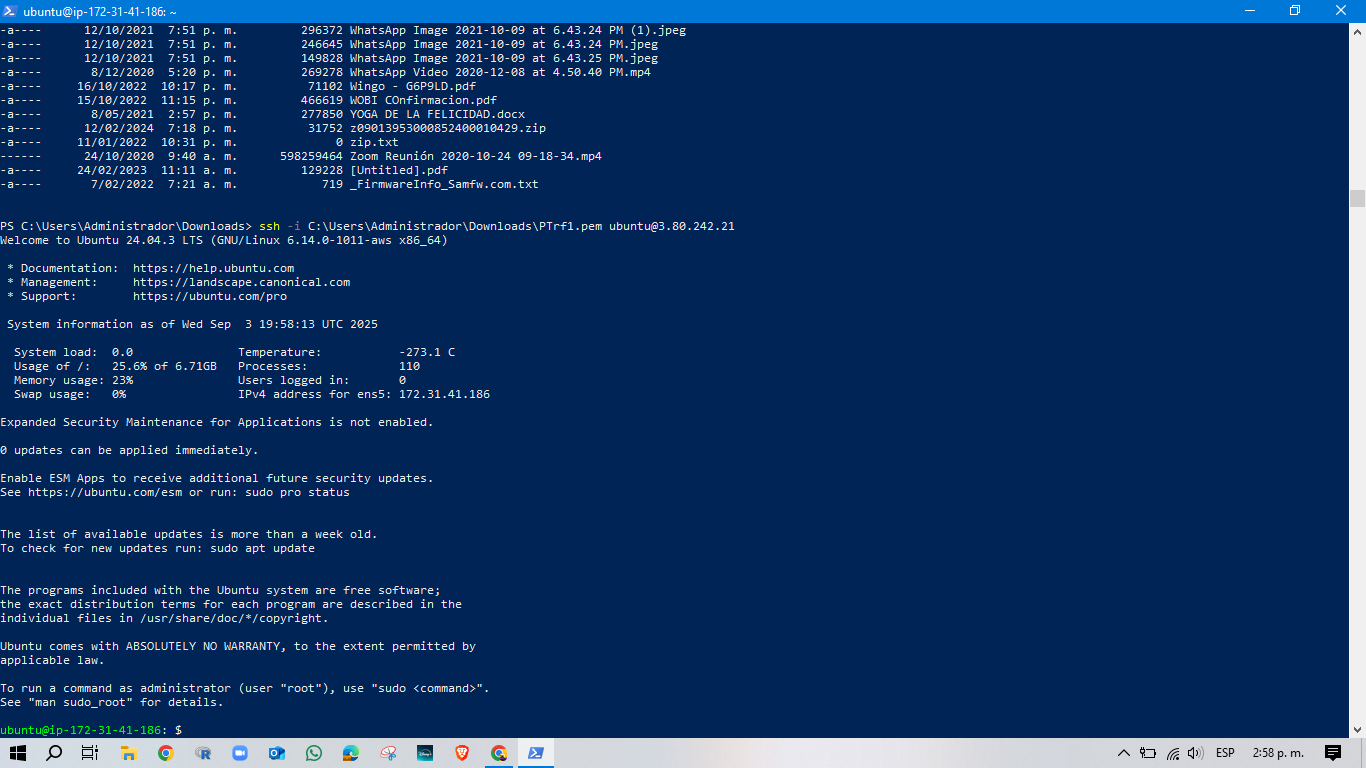 ubuntu@ip-172-31-41-186: ~
-a---- 12/10/2021 7:51 p. m. 296372 WhatsApp Image 2021-10-09 at 6.43.24 PM (1).jpeg
-a---- 12/10/2021 7:51 p. m. 246645 WhatsApp Image 2021-10-09 at 6.43.24 PM.jpeg
-a---- 12/10/2021 7:51 p. m. 149828 WhatsApp Image 2021-10-09 at 6.43.25 PM.jpeg
-a---- 8/12/2020 5:20 p. m. 269278 WhatsApp Video 2020-12-08 at 4.50.40 PM.mp4
-a---- 16/10/2022 10:17 p. m. 71102 Wingo - G6P9LD.pdf
-a---- 15/10/2022 11:15 p. m. 466619 WOBI COnfirmacion.pdf
-a---- 8/05/2021 2:57 p. m. 277850 YOGA DE LA FELICIDAD.docx
-a---- 12/02/2024 7:18 p. m. 31752 z09013953000852400010429.zip
-a---- 11/01/2022 10:31 p. m. 0 zip.txt
------ 24/10/2020 9:40 a. m. 598259464 Zoom Reunión 2020-10-24 09-18-34.mp4
-a---- 24/02/2023 11:11 a. m. 129228 [Untitled].pdf
-a---- 7/02/2022 7:21 a. m. 719 _FirmwareInfo_Samfw.com.txt
PS C:\Users\Administrador\Downloads> ssh -i C:\Users\Administrador\Downloads\PTrf1.pem ubuntu@3.80.242.21
Welcome to Ubuntu 24.04.3 LTS (GNU/Linux 6.14.0-1011-aws x86_64)
* Documentation: https://help.ubuntu.com
* Management: https://landscape.canonical.com
* Support: https://ubuntu.com/pro
System information as of Wed Sep 3 19:58:13 UTC 2025
System load: 0.0 Temperature: -273.1 C
Usage of /: 25.6% of 6.71GB Processes: 110
Memory usage: 23% Users logged in: 0
Swap usage: 0% IPv4 address for ens5: 172.31.41.186
Expanded Security Maintenance for Applications is not enabled.
0 updates can be applied immediately.
Enable ESM Apps to receive additional future security updates.
See https://ubuntu.com/esm or run: sudo pro status
The list of available updates is more than a week old.
To check for new updates run: sudo apt update
The programs included with the Ubuntu system are free software;
the exact distribution terms for each program are described in the
individual files in /usr/share/doc/*/copyright.
Ubuntu comes with ABSOLUTELY NO WARRANTY, to the extent permitted by
applicable law.
To run a command as administrator (user "root"), use "sudo <command>".
See "man sudo_root" for details.
ubuntu@ip-172-31-41-186: $
ESP 2:58 p. m.